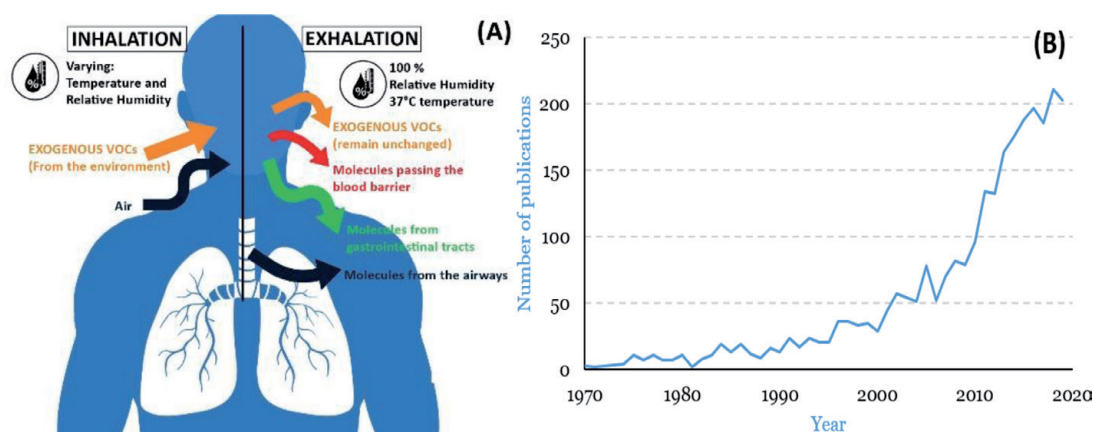 INHALATION
EXHALATION
(A)
%
Varying:
Temperature and
Relative Humidity
%
100 %
Relative Humidity
37°C temperature
EXOGENOUS VOCs
(From the environment)
EXOGENOUS VOCs
(remain unchanged)
Molecules passing the
blood barrier
Air
Molecules from
gastrointestinal tracts
Molecules from the airways
(B)
Number of publications
250
200
150
100
50
0
1970
1980
1990
2000
2010
2020
Year